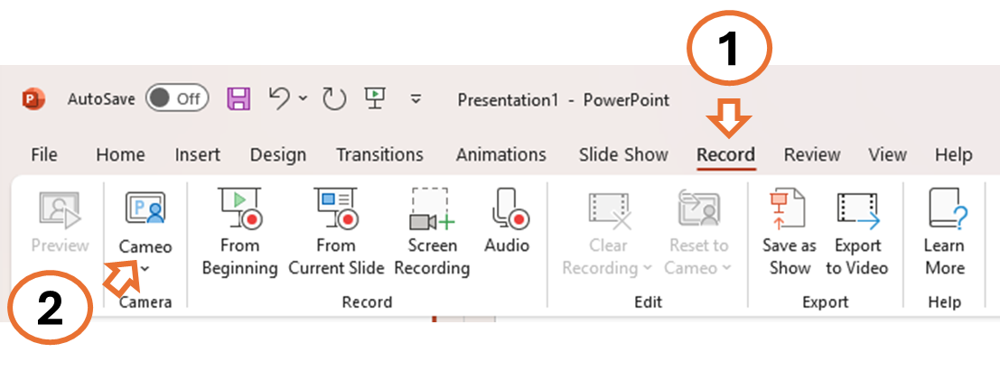 1
AutoSave Off Presentation1 - PowerPoint
File Home Insert Design Transitions Animations Slide Show Record Review View Help
Preview
Cameo
From
Beginning
From
Current Slide
Screen
Recording
Audio
Clear
Recording
Reset to
Cameo
Save as
Show
Export
to Video
Learn
More
2
Camera Record Edit Export Help